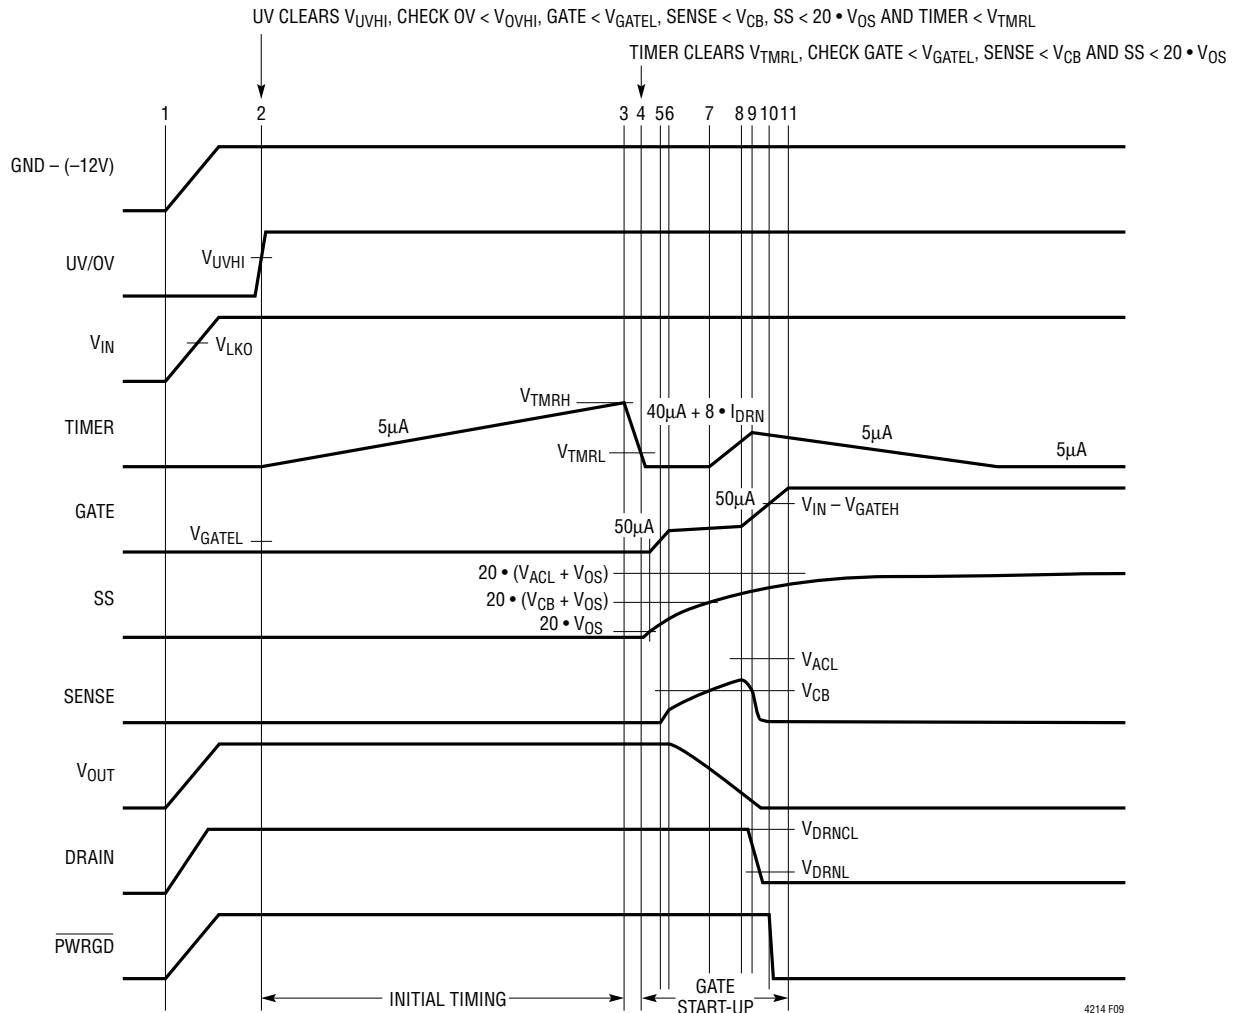 UV CLEARS VUVHI, CHECK OV < VOVHI, GATE < VGATEL, SENSE < VCB, SS < 20 • VOS AND TIMER < VTMRL
TIMER CLEARS VTMRL, CHECK GATE < VGATEL, SENSE < VCB AND SS < 20 • VOS
1 2 3 4 5 6 7 8 9 10 11
GND – (–12V)
UV/OV
VUVHI
VIN
VLKO
TIMER
5µA
VTMRH
VTMRL
40µA + 8 • IDRN
5µA
5µA
GATE
VGATEL
50µA
50µA
VIN – VGATEH
SS
20 • (VACL + VOS)
20 • (VCB + VOS)
20 • VOS
SENSE
VACL
VCB
VOUT
DRAIN
VDRNCL
VDRNL
PWRGD
INITIAL TIMING
GATE
START-UP
4214 F09